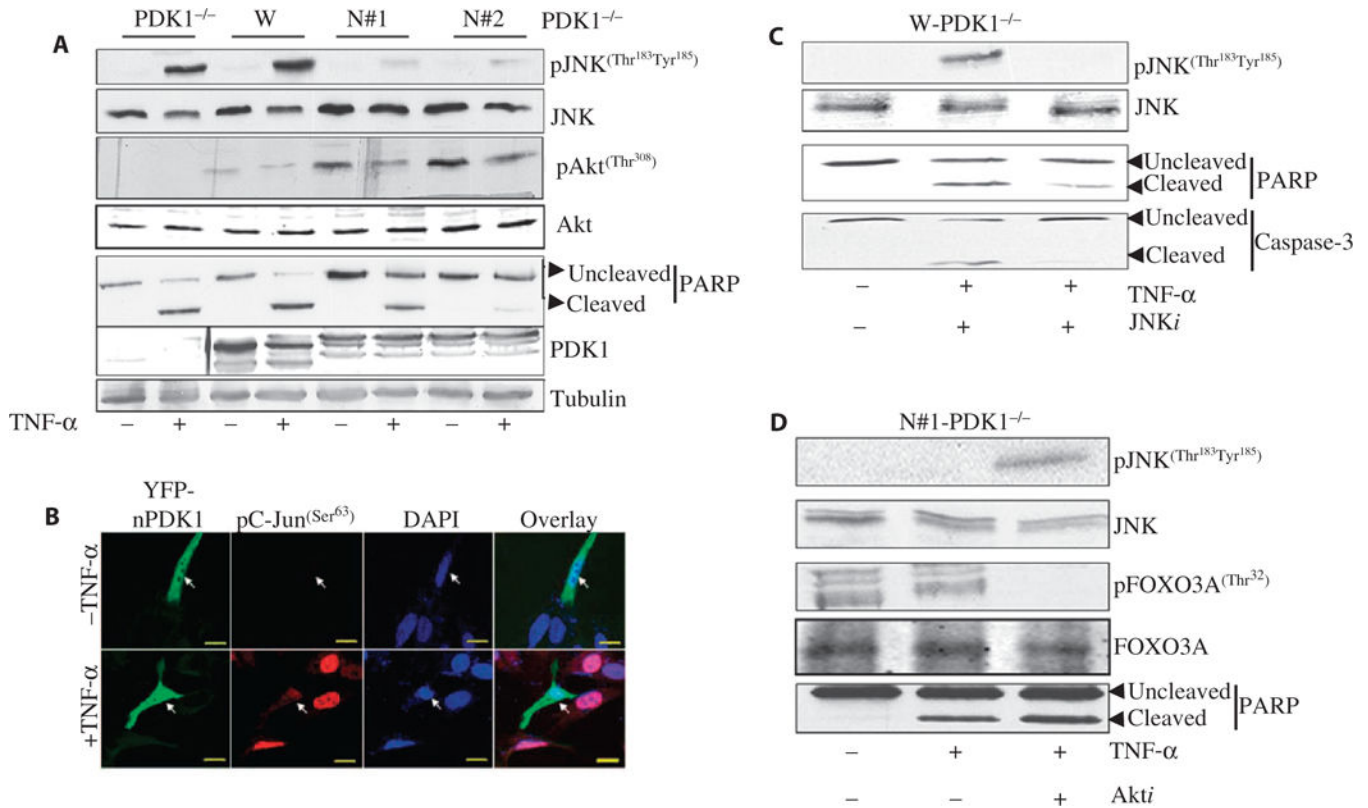 A
PDK1⁻/⁻ W N#1 N#2 PDK1⁻/⁻
pJNK(Thr¹⁸³Tyr¹⁸⁵)
JNK
pAkt(Thr³⁰⁸)
Akt
Uncleaved
Cleaved
PARP
PDK1
Tubulin
TNF-α – + – + – + – +
B
YFP-
nPDK1 pC-Jun(Ser⁶³) DAPI Overlay
–TNF-α
+TNF-α
C
W-PDK1⁻/⁻
pJNK(Thr¹⁸³Tyr¹⁸⁵)
JNK
Uncleaved
Cleaved
PARP
Uncleaved
Cleaved
Caspase-3
– + + TNF-α
– + + JNKi
D
N#1-PDK1⁻/⁻
pJNK(Thr¹⁸³Tyr¹⁸⁵)
JNK
pFOXO3A(Thr³²)
FOXO3A
Uncleaved
Cleaved
PARP
– + + TNF-α
– – + Akti